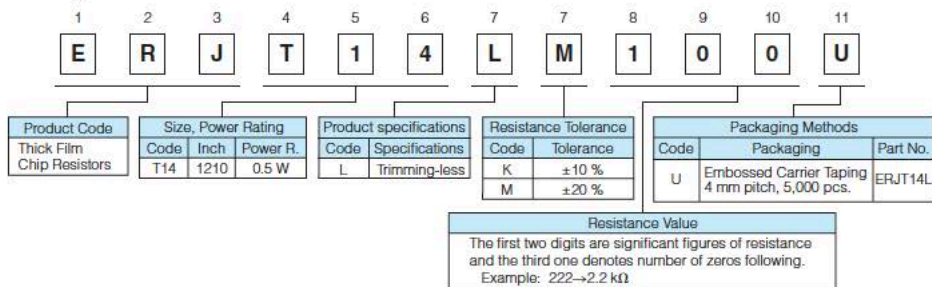 1 2 3 4 5 6 7 7 8 9 10 11
E R J T 1 4 L M 1 0 0 U
Product Code
Thick Film
Chip Resistors
Size, Power Rating
Code Inch Power R.
T14 1210 0.5 W
Product specifications
Code Specifications
L Trimming-less
Resistance Tolerance
Code Tolerance
K ±10 %
M ±20 %
Packaging Methods
Code Packaging Part No.
U Embossed Carrier Taping
4 mm pitch, 5,000 pcs. ERJT14L
Resistance Value
The first two digits are significant figures of resistance
and the third one denotes number of zeros following.
Example: 222→2.2 kΩ